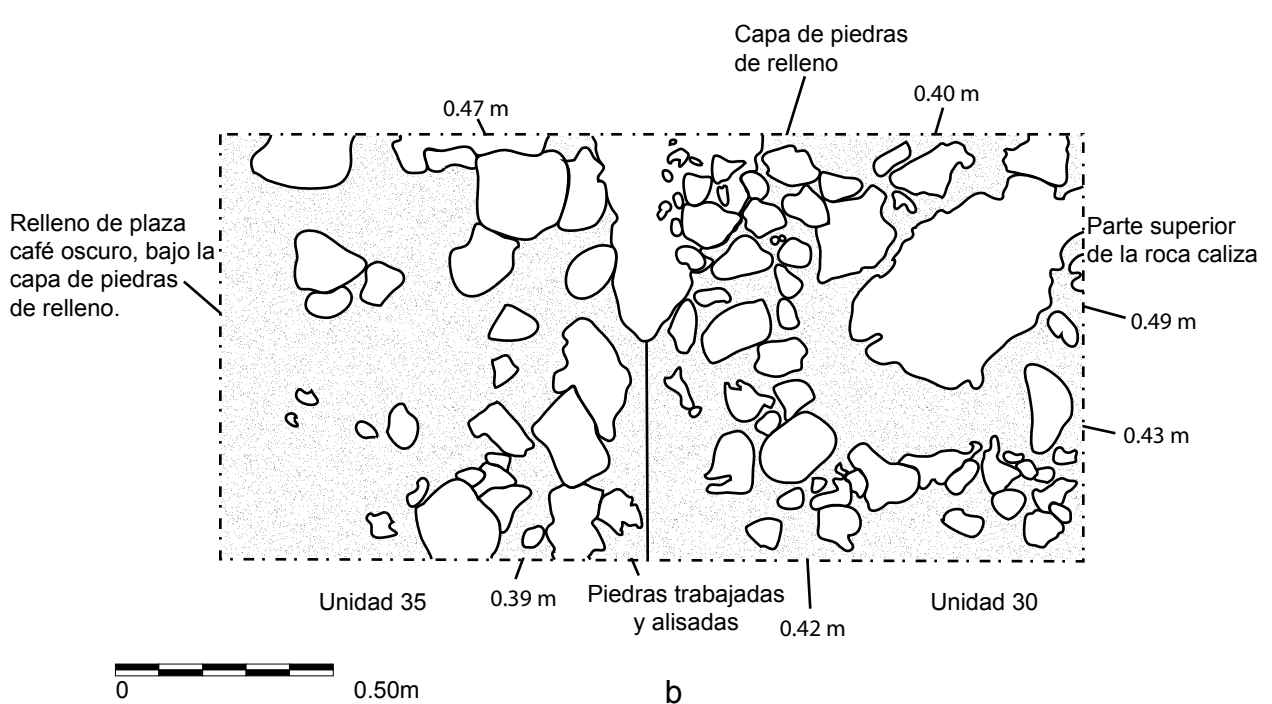 Capa de piedras
de relleno
0.47 m
0.40 m
Relleno de plaza
café oscuro, bajo la
capa de piedras
de relleno.
Parte superior
de la roca caliza
0.49 m
0.43 m
Unidad 35
0.39 m
Piedras trabajadas
y alisadas
0.42 m
Unidad 30
0
0.50m
b